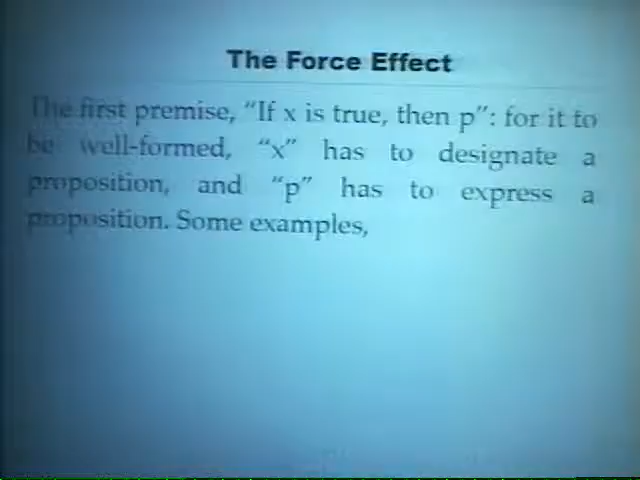 The Force Effect
The first premise, “If x is true, then p”: for it to
be well-formed, “x” has to designate a
proposition, and “p” has to express a
proposition. Some examples,